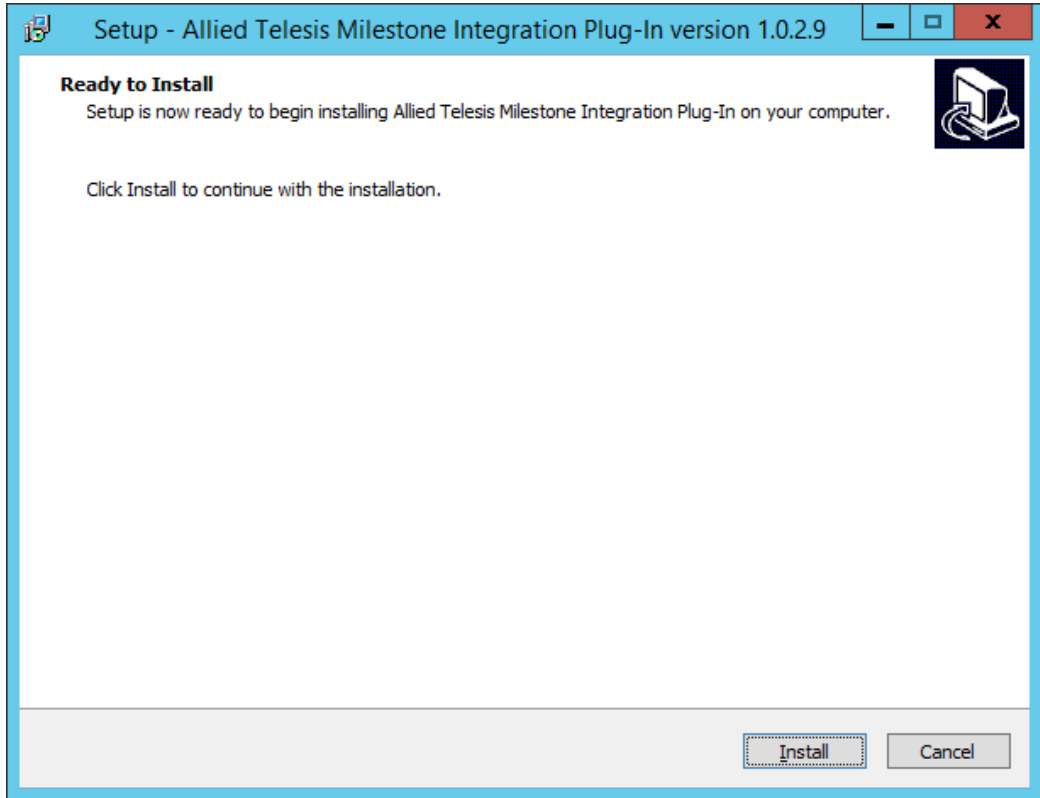 Setup - Allied Telesis Milestone Integration Plug-In version 1.0.2.9
Ready to Install
Setup is now ready to begin installing Allied Telesis Milestone Integration Plug-In on your computer.
Click Install to continue with the installation.
Install Cancel